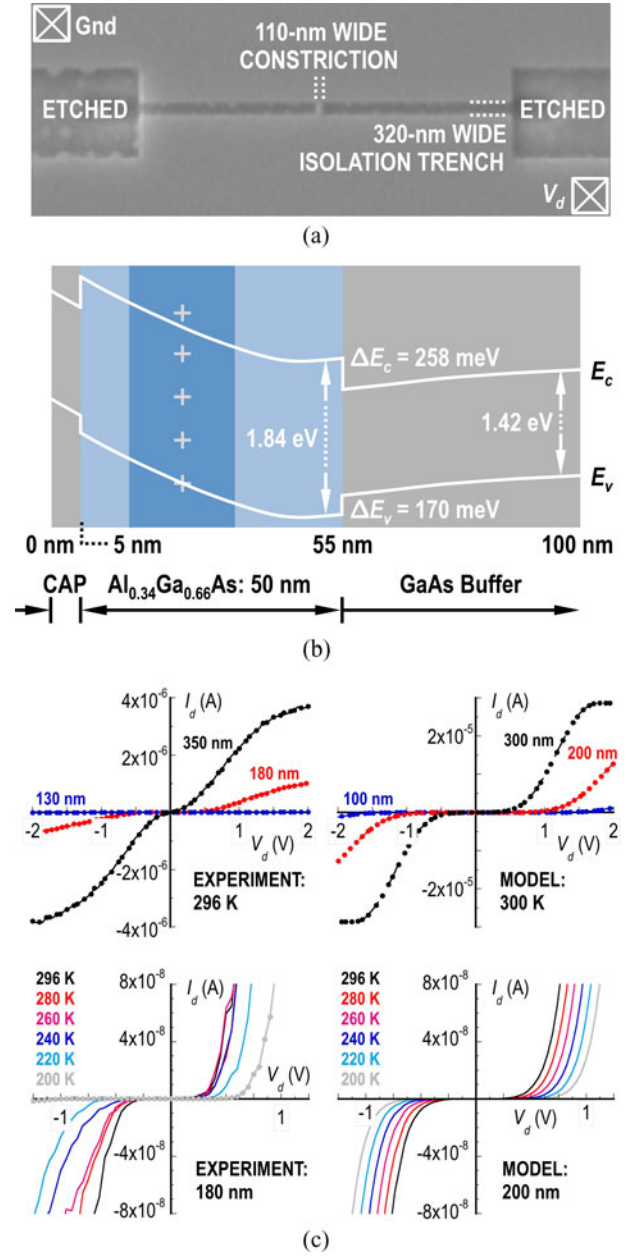 Gnd
110-nm WIDE
CONSTRICTION
ETCHED
ETCHED
320-nm WIDE
ISOLATION TRENCH
V_d
(a)
ΔE_c = 258 meV
E_c
1.84 eV
1.42 eV
E_v
ΔE_v = 170 meV
0 nm
5 nm
55 nm
100 nm
CAP
Al0.34Ga0.66As: 50 nm
GaAs Buffer
(b)
4x10^-6
I_d (A)
350 nm
2x10^-6
180 nm
130 nm
-2
-1
1
2
V_d (V)
-2x10^-6
-4x10^-6
EXPERIMENT:
296 K
I_d (A)
2x10^-5
300 nm
200 nm
100 nm
-2
-1
1
2
V_d (V)
-2x10^-5
MODEL:
300 K
296 K
280 K
260 K
240 K
220 K
200 K
8x10^-8
I_d (A)
4x10^-8
V_d (V)
-1
1
-4x10^-8
-8x10^-8
EXPERIMENT:
180 nm
296 K
280 K
260 K
240 K
220 K
200 K
8x10^-8
I_d (A)
4x10^-8
-1
V_d (V)
1
-4x10^-8
-8x10^-8
MODEL:
200 nm
(c)